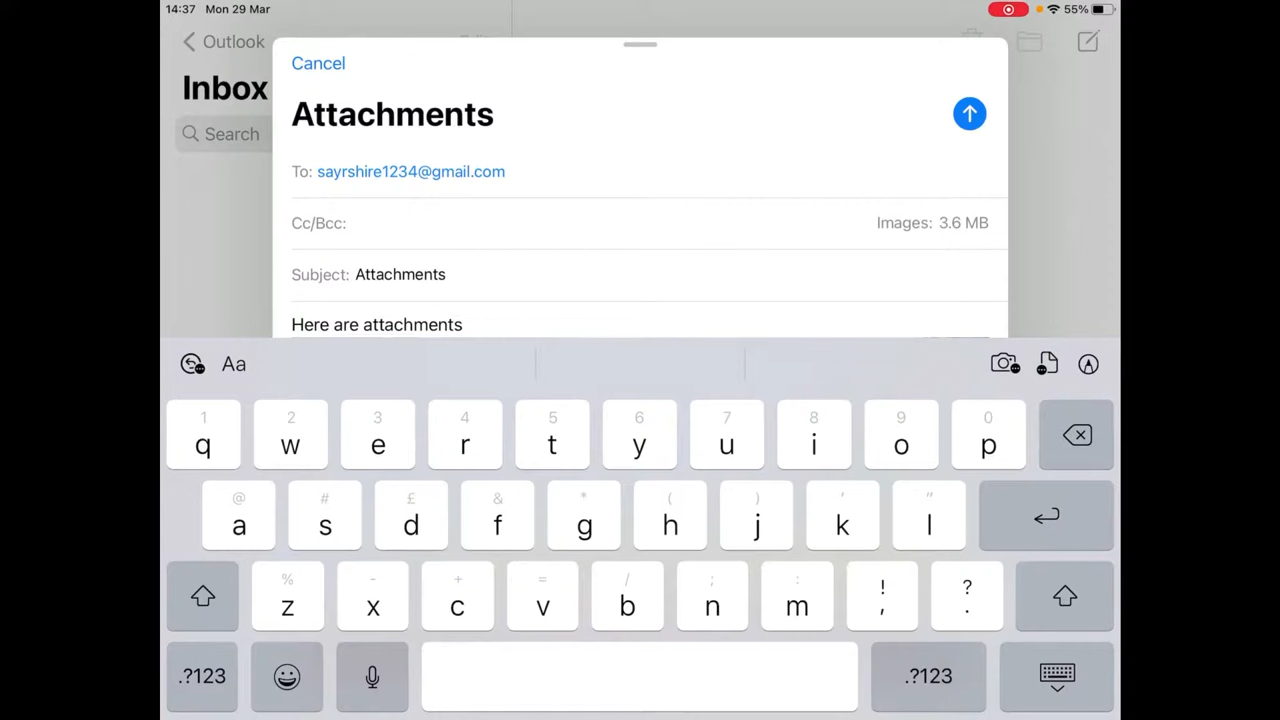 14:37 Mon 29 Mar 55%
Outlook
Cancel
Inbox
Attachments
Search
To: sayrshire1234@gmail.com
Cc/Bcc: Images: 3.6 MB
Subject: Attachments
Here are attachments
Aa
1 2 3 4 5 6 7 8 9 0
q w e r t y u i o p
@ # £ & * ( ) ' "
a s d f g h j k l
% - + = / ; : ! ?
z x c v b n m , .
.?123 .?123